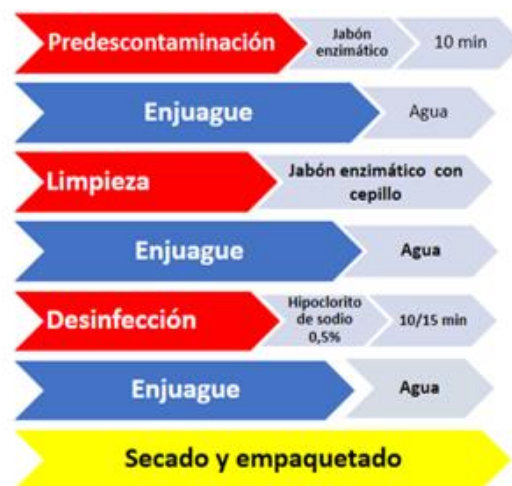 Predescontaminación
Jabón
enzimático
10 min
Enjuague
Agua
Limpieza
Jabón enzimático con
cepillo
Enjuague
Agua
Desinfección
Hipoclorito
de sodio
0,5%
10/15 min
Enjuague
Agua
Secado y empaquetado